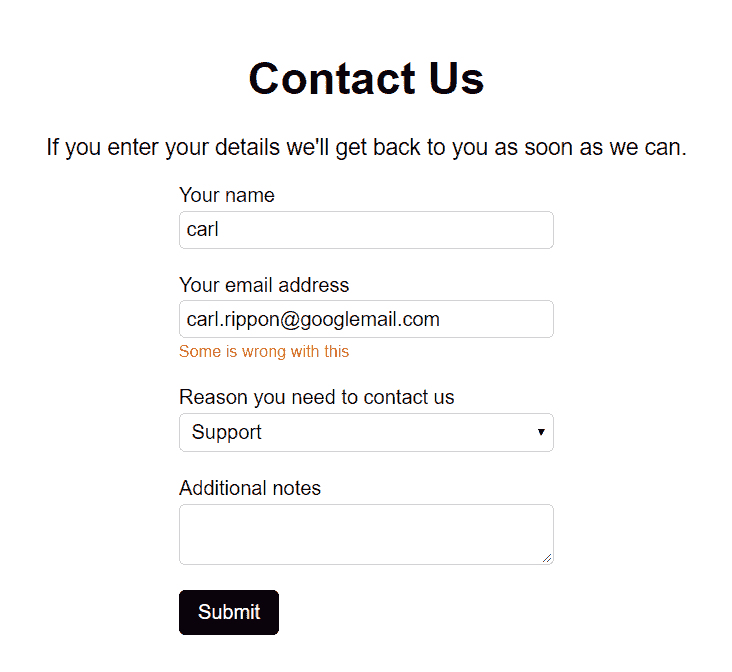 Contact Us
If you enter your details we'll get back to you as soon as we can.
Your name
carl
Your email address
carl.rippon@googlemail.com
Some is wrong with this
Reason you need to contact us
Support
Additional notes
Submit